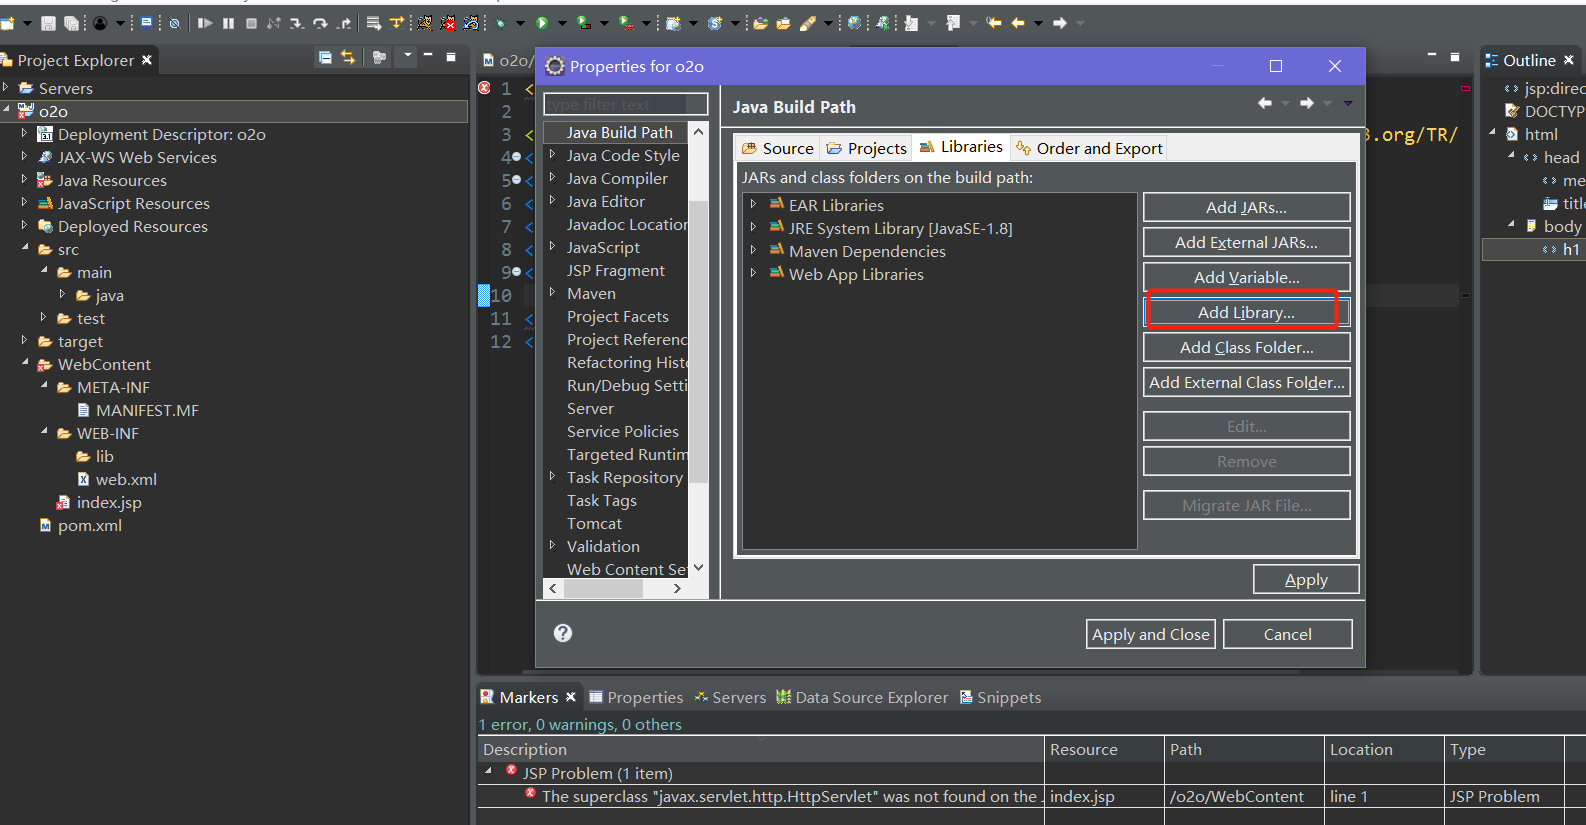 Project Explorer
Servers
o2o
Deployment Descriptor: o2o
JAX-WS Web Services
Java Resources
JavaScript Resources
Deployed Resources
src
main
java
test
target
WebContent
META-INF
MANIFEST.MF
WEB-INF
lib
web.xml
index.jsp
pom.xml
o2o/
1
2
3
4
5
6
7
8
9
10
11
12
.org/TR/
Properties for o2o
type filter text
Java Build Path
Java Code Style
Java Compiler
Java Editor
Javadoc Location
JavaScript
JSP Fragment
Maven
Project Facets
Project Referenc
Refactoring Histo
Run/Debug Setti
Server
Service Policies
Targeted Runtim
Task Repository
Task Tags
Tomcat
Validation
Web Content Se
Java Build Path
Source
Projects
Libraries
Order and Export
JARs and class folders on the build path:
EAR Libraries
JRE System Library [JavaSE-1.8]
Maven Dependencies
Web App Libraries
Add JARs...
Add External JARs...
Add Variable...
Add Library...
Add Class Folder...
Add External Class Folder...
Edit...
Remove
Migrate JAR File...
Apply
Apply and Close
Cancel
Outline
jsp:direc
DOCTYP
html
head
me
title
body
h1
Markers
Properties
Servers
Data Source Explorer
Snippets
1 error, 0 warnings, 0 others
Description Resource Path Location Type
JSP Problem (1 item)
The superclass "javax.servlet.http.HttpServlet" was not found on the index.jsp /o2o/WebContent line 1 JSP Problem